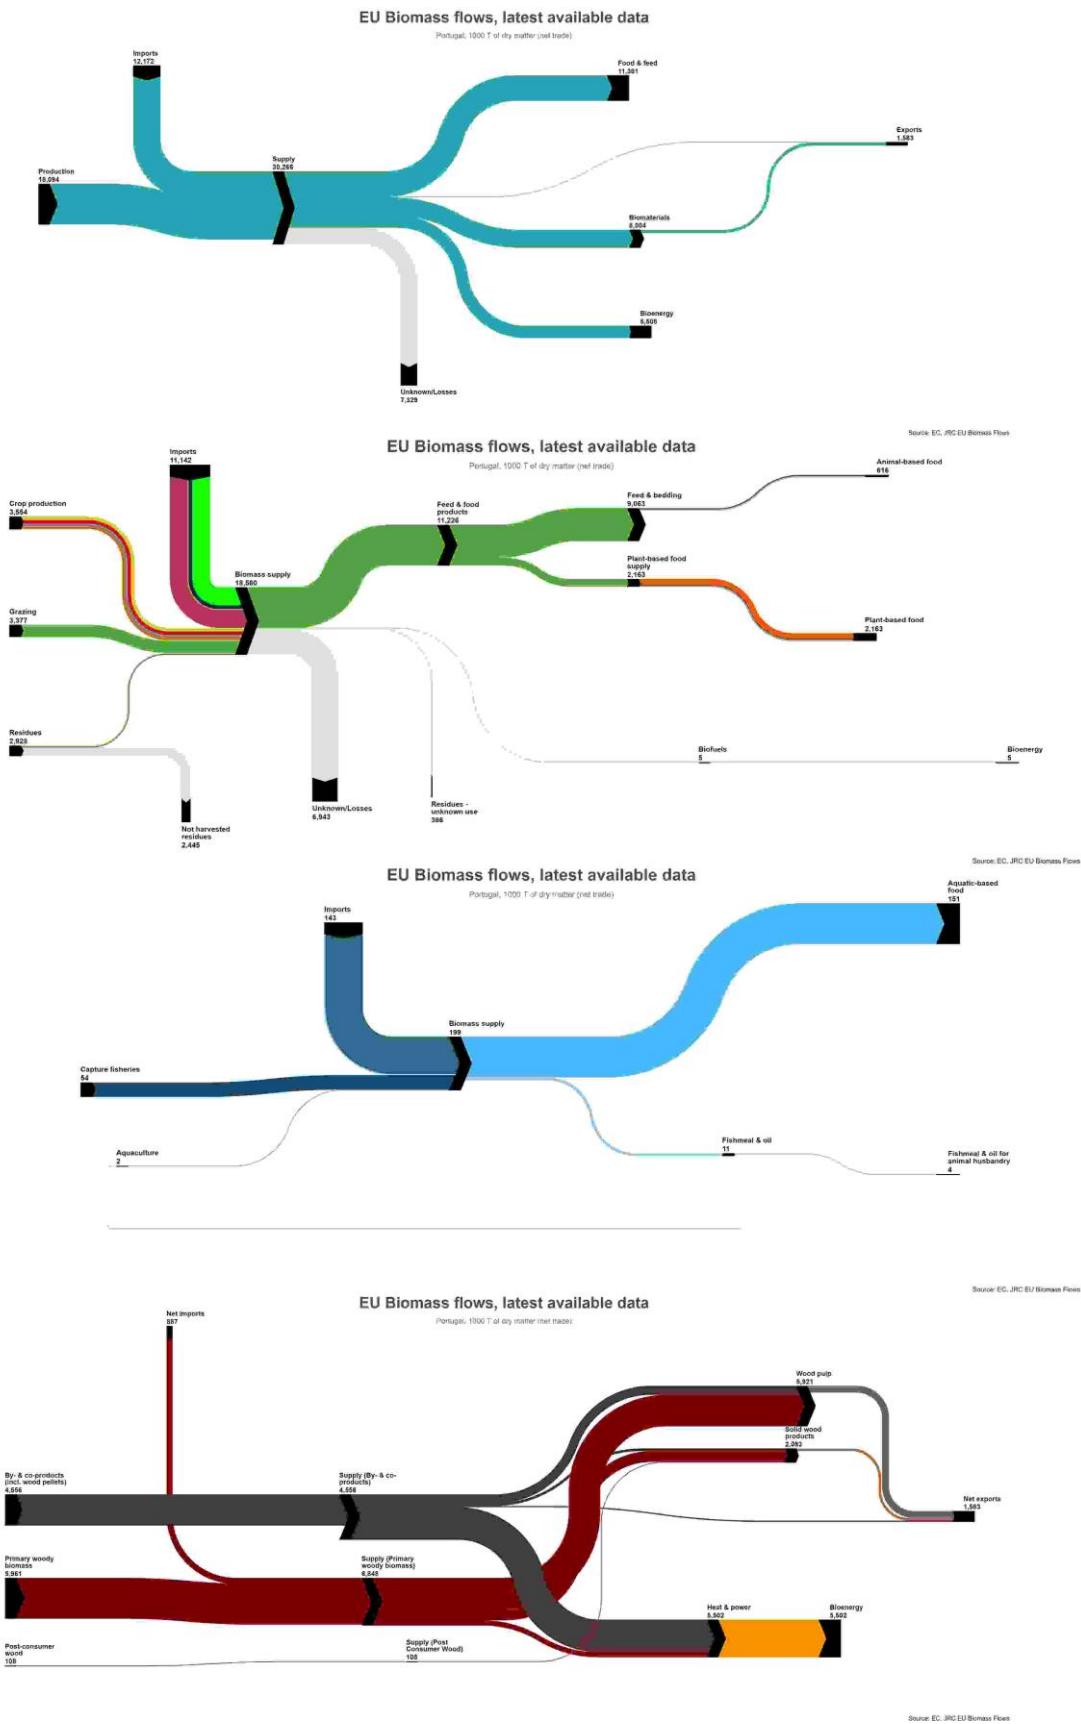 EU Biomass flows, latest available data
Portugal, 1000 T of dry matter (net trade)
Imports
12,172
Food & feed
11,381
Exports
1,583
Supply
30,266
Production
18,094
Biomaterials
8,004
Bioenergy
Unknown/Losses
7,329
Source: EC, JRC EU Biomass Flows
EU Biomass flows, latest available data
Portugal, 1000 T of dry matter (net trade)
Imports
11,142
Animal-based food
616
Feed & bedding
9,063
Crop production
3,554
Feed & food
products
11,226
Plant-based food
supply
2,163
Biomass supply
18,580
Grazing
3,377
Plant-based food
2,163
Residues
2,928
Biofuels
5
Bioenergy
5
Unknown/Losses
6,943
Residues -
unknown use
386
Not harvested
residues
2,445
Source: EC, JRC EU Biomass Flows
EU Biomass flows, latest available data
Portugal, 1000 T of dry matter (net trade)
Aquatic-based
food
151
Imports
143
Biomass supply
199
Capture fisheries
54
Fishmeal & oil
11
Aquaculture
2
Fishmeal & oil for
animal husbandry
4
Source: EC, JRC EU Biomass Flows
EU Biomass flows, latest available data
Portugal, 1000 T of dry matter (net trade)
Net imports
887
Wood pulp
5,921
Solid wood
products
2,093
By- & co-products
(incl. wood pellets)
4,556
Supply (By- & co-
products)
4,556
Net exports
1,583
Primary woody
biomass
5,961
Supply (Primary
woody biomass)
6,848
Heat & power
5,502
Bioenergy
5,502
Post-consumer
wood
108
Supply (Post
Consumer Wood)
108
Source: EC, JRC EU Biomass Flows